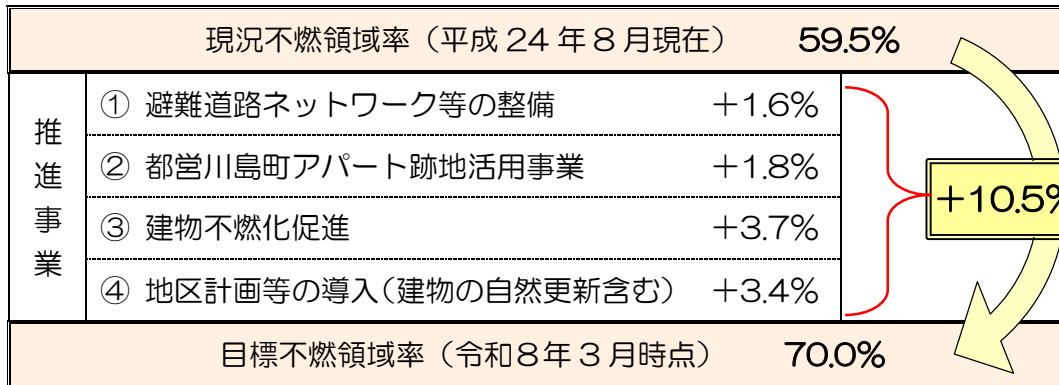 現況不燃領域率（平成24年8月現在） 59.5%
推進事業
① 避難道路ネットワーク等の整備 +1.6%
② 都営川島町アパート跡地活用事業 +1.8%
③ 建物不燃化促進 +3.7%
④ 地区計画等の導入（建物の自然更新含む） +3.4%
+10.5%
目標不燃領域率（令和8年3月時点） 70.0%